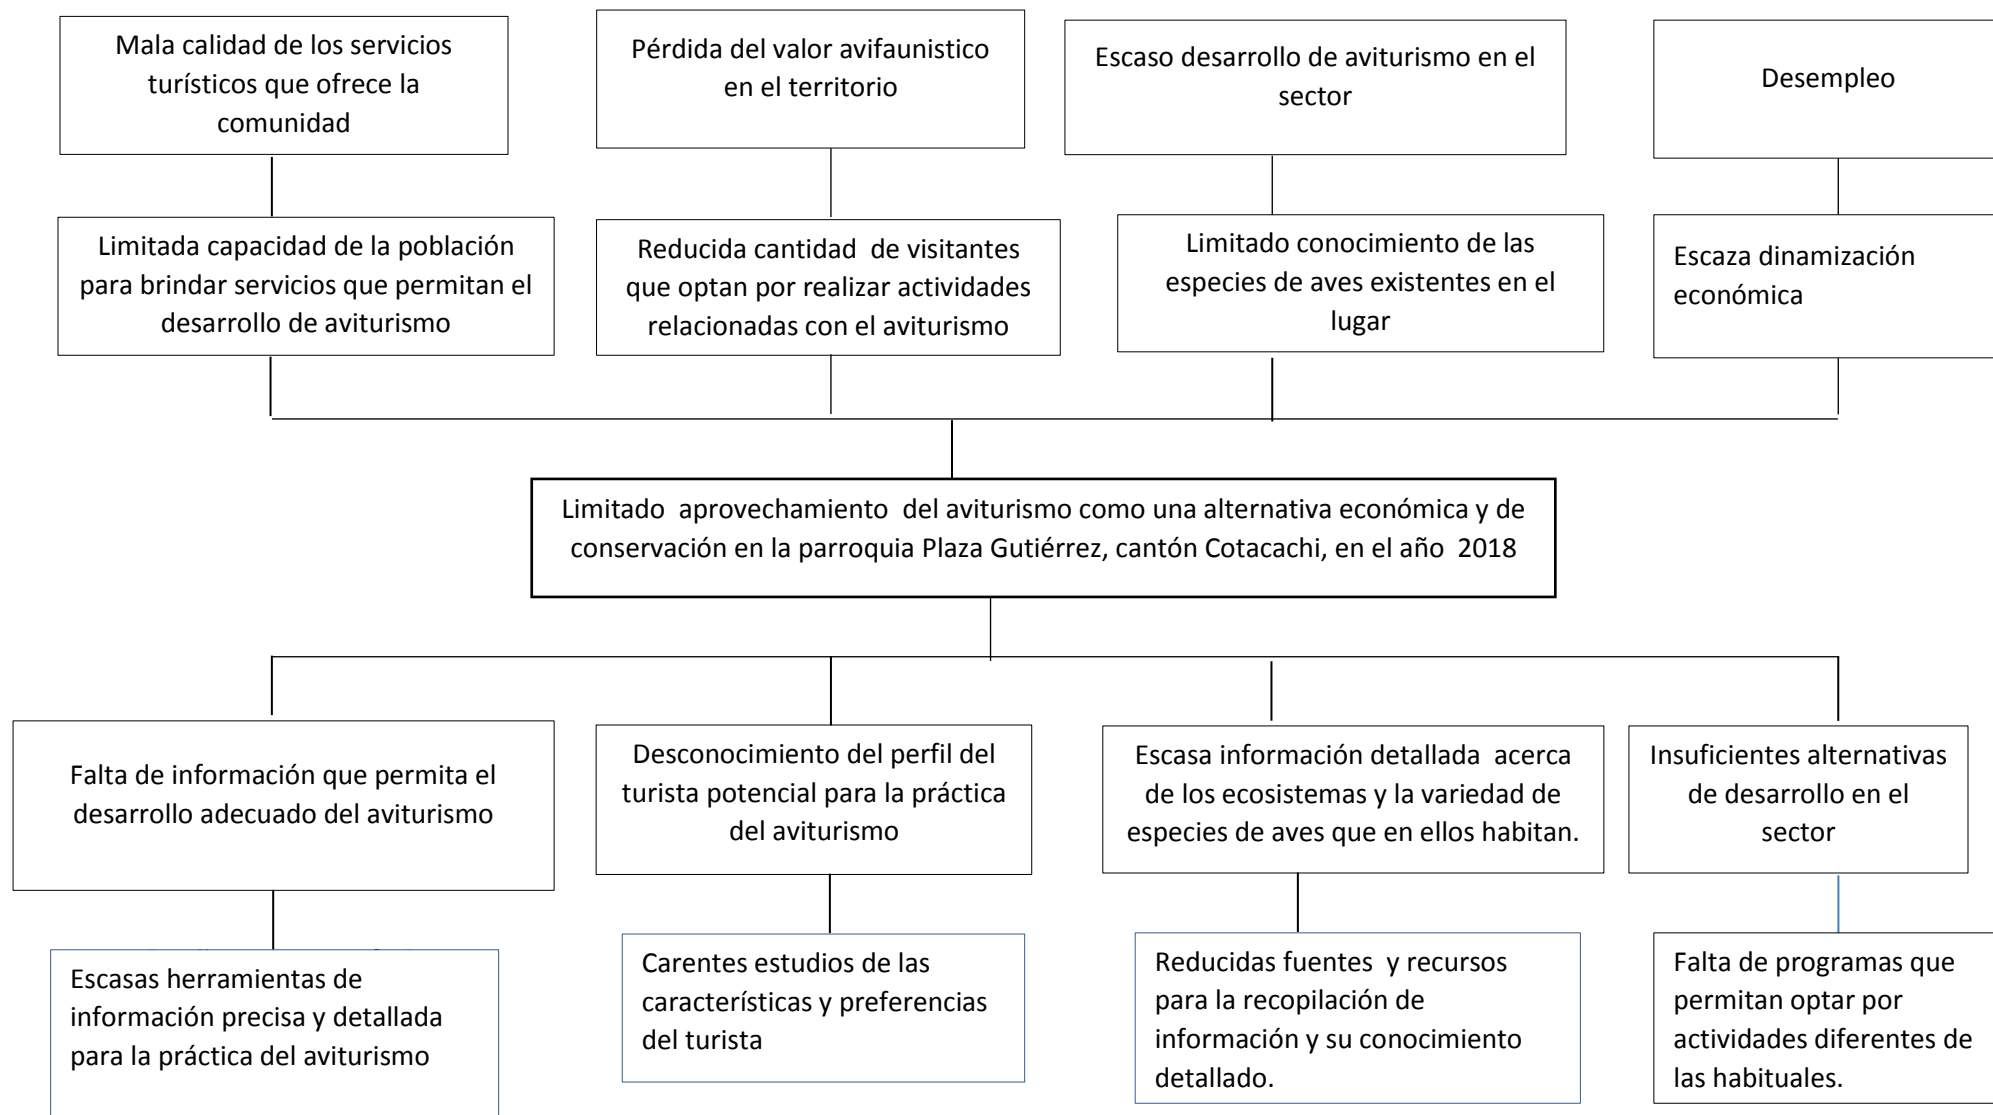 Mala calidad de los servicios
turísticos que ofrece la
comunidad
Pérdida del valor avifaunistico
en el territorio
Escaso desarrollo de aviturismo en el
sector
Desempleo
Limitada capacidad de la población
para brindar servicios que permitan el
desarrollo de aviturismo
Reducida cantidad de visitantes
que optan por realizar actividades
relacionadas con el aviturismo
Limitado conocimiento de las
especies de aves existentes en el
lugar
Escaza dinamización
económica
Limitado aprovechamiento del aviturismo como una alternativa económica y de
conservación en la parroquia Plaza Gutiérrez, cantón Cotacachi, en el año 2018
Falta de información que permita el
desarrollo adecuado del aviturismo
Desconocimiento del perfil del
turista potencial para la práctica
del aviturismo
Escasa información detallada acerca
de los ecosistemas y la variedad de
especies de aves que en ellos habitan.
Insuficientes alternativas
de desarrollo en el
sector
Escasas herramientas de
información precisa y detallada
para la práctica del aviturismo
Carentes estudios de las
características y preferencias
del turista
Reducidas fuentes y recursos
para la recopilación de
información y su conocimiento
detallado.
Falta de programas que
permitan optar por
actividades diferentes de
las habituales.